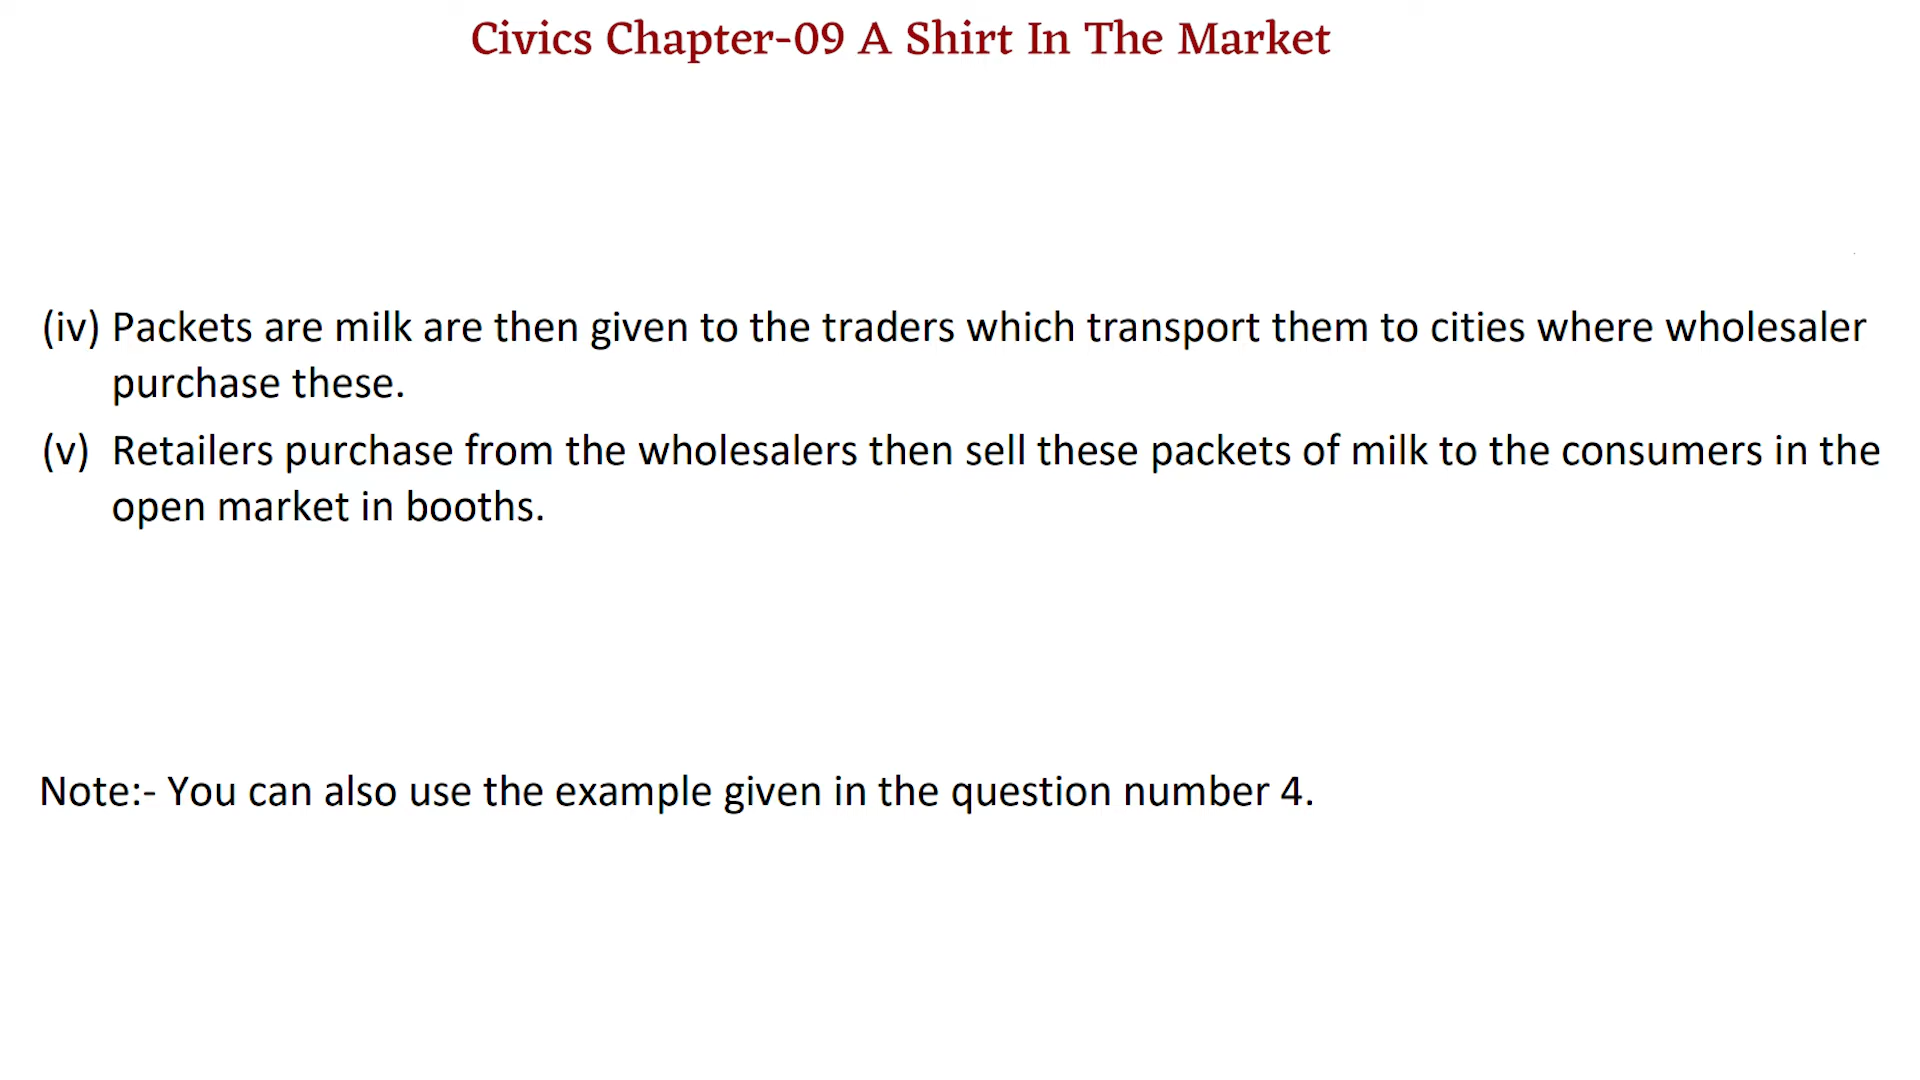 Civics Chapter-09 A Shirt In The Market
(iv) Packets are milk are then given to the traders which transport them to cities where wholesaler
purchase these.
(v) Retailers purchase from the wholesalers then sell these packets of milk to the consumers in the
open market in booths.
Note:- You can also use the example given in the question number 4.